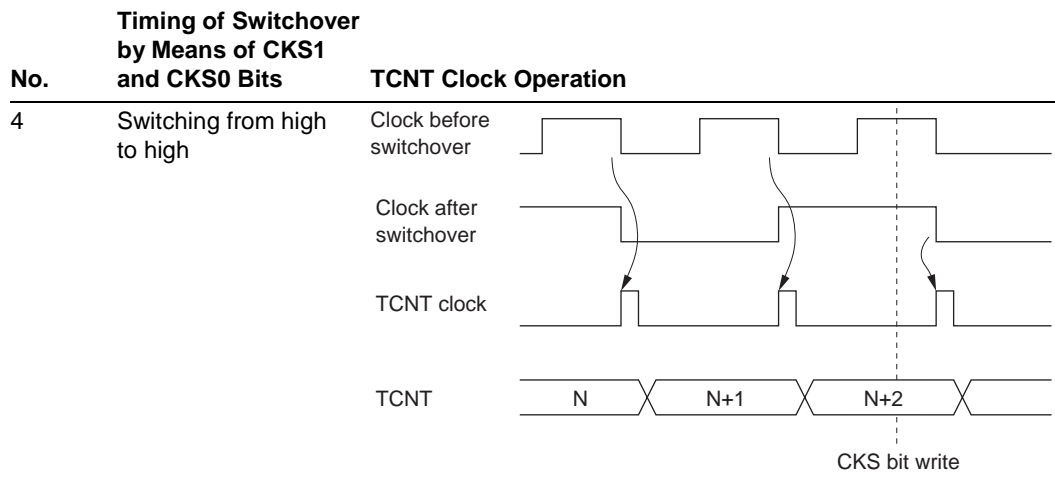 No.
Timing of Switchover
by Means of CKS1
and CKS0 Bits
TCNT Clock Operation
4
Switching from high
to high
Clock before
switchover
Clock after
switchover
TCNT clock
TCNT
N
N+1
N+2
CKS bit write